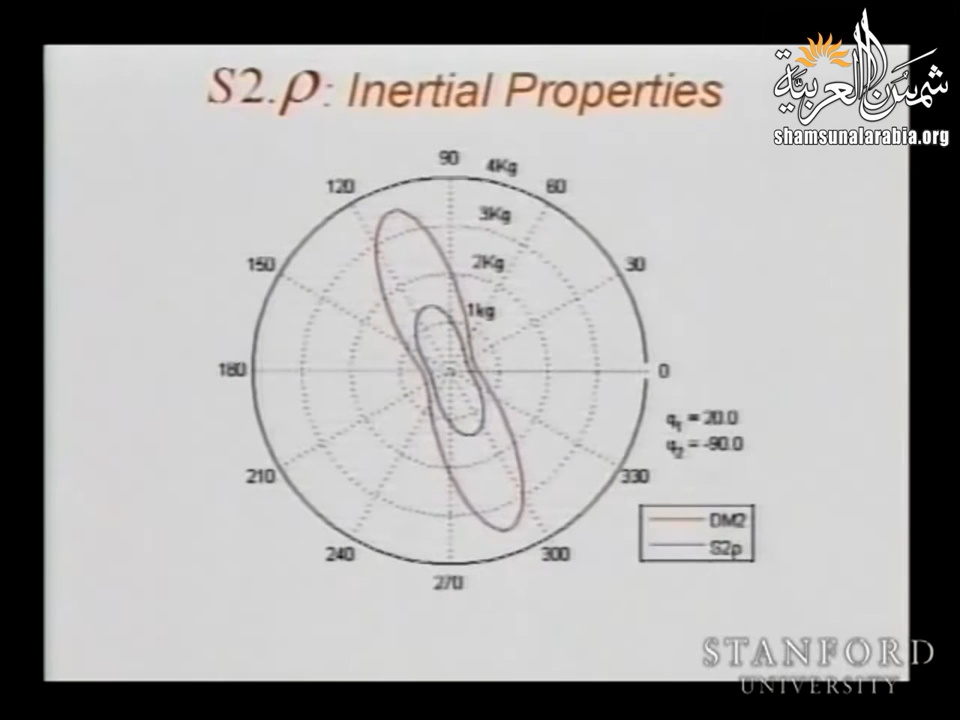 شمس العربية
shamsunalarabia.org
S2.ρ: Inertial Properties
90
4Kg
120
60
3Kg
150
2Kg
30
1kg
180
0
q1 = 20.0
q2 = -90.0
210
330
DM2
S2ρ
240
300
270
STANFORD
UNIVERSITY